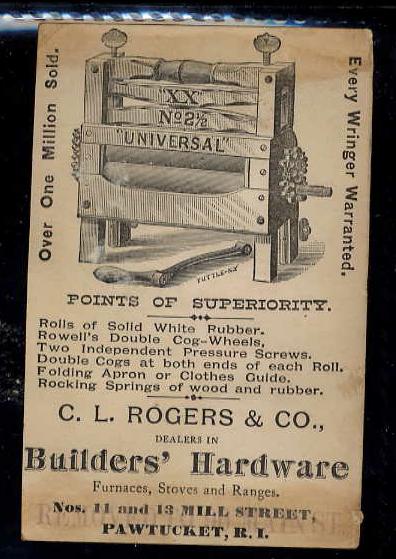 Over One Million Sold.
Every Wringer Warranted.
"XX"
No 2½
"UNIVERSAL"
TUTTLE-SX
POINTS OF SUPERIORITY.
Rolls of Solid White Rubber.
Rowell's Double Cog-Wheels,
Two Independent Pressure Screws.
Double Cogs at both ends of each Roll.
Folding Apron or Clothes Guide.
Rocking Springs of wood and rubber.
C. L. ROGERS & CO.,
DEALERS IN
Builders' Hardware
Furnaces, Stoves and Ranges.
Nos. 11 and 13 MILL STREET,
PAWTUCKET, R. I.